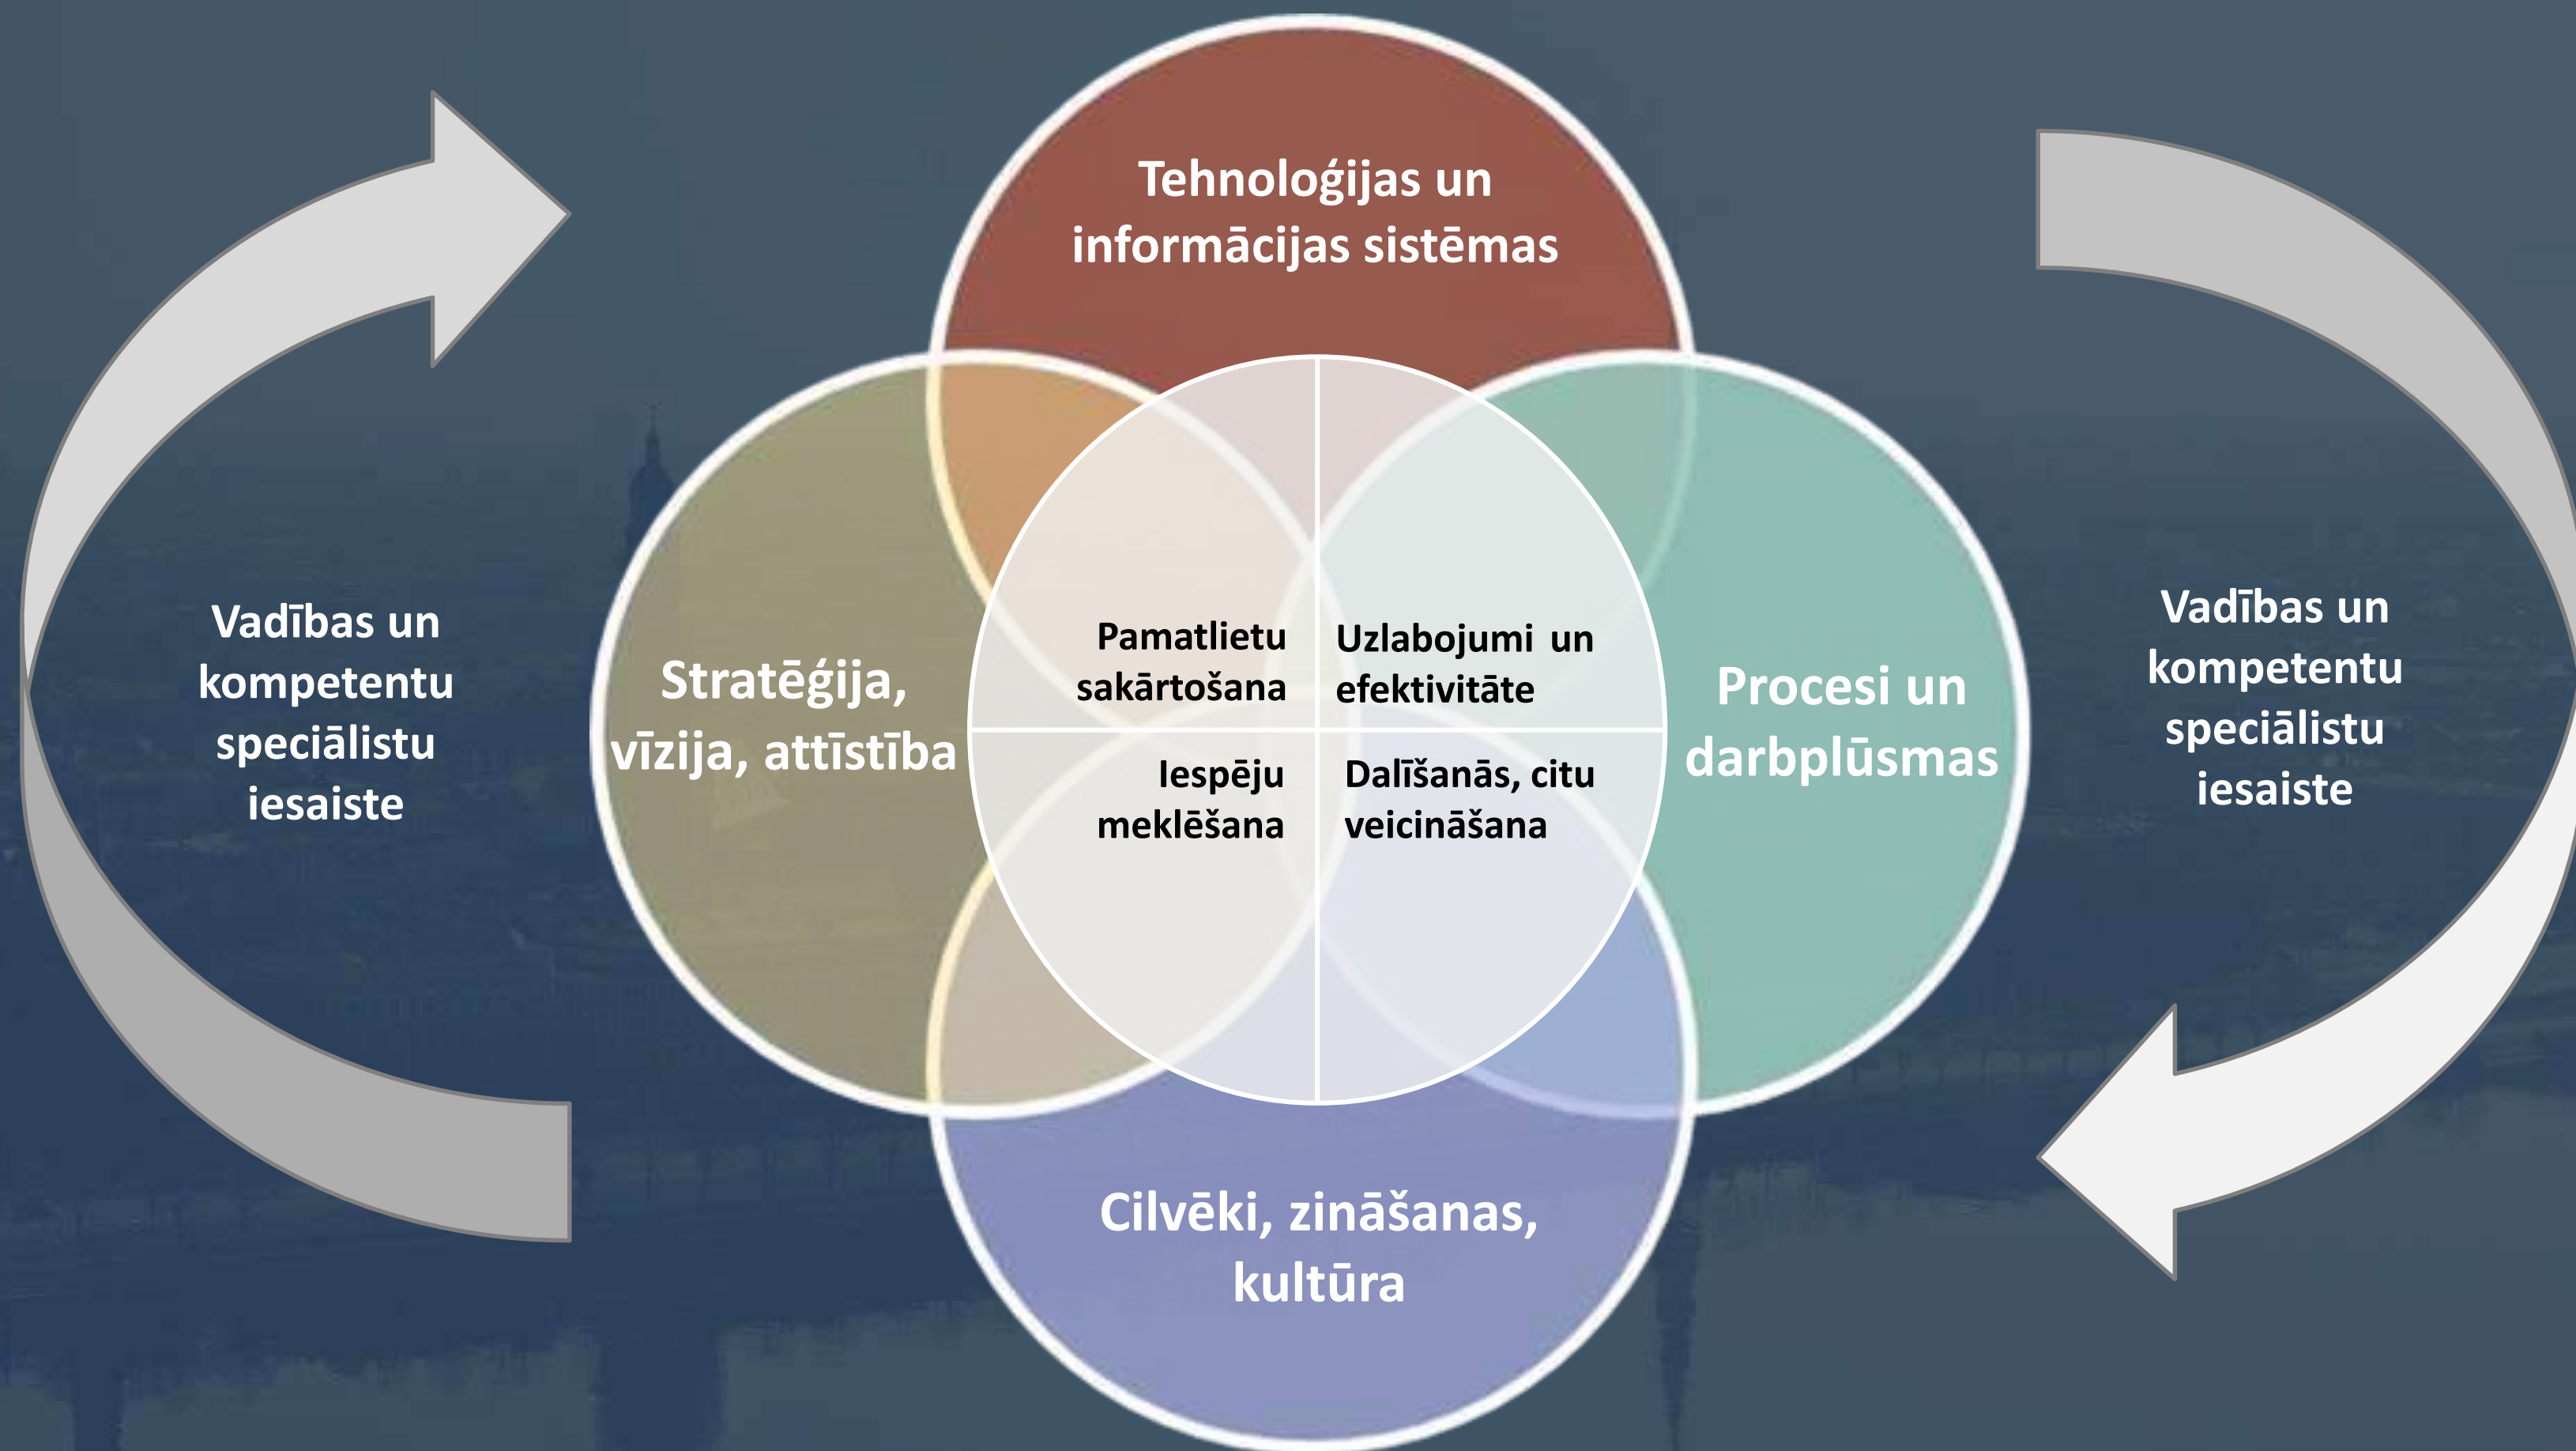 Tehnoloģijas un
informācijas sistēmas
Vadības un
kompetentu
speciālistu
iesaiste
Stratēģija,
vīzija, attīstība
Pamatlietu
sakārtošana
Uzlabojumi un
efektivitāte
Iespēju
meklēšana
Dalīšanās, citu
veicināšana
Procesi un
darbplūsmas
Vadības un
kompetentu
speciālistu
iesaiste
Cilvēki, zināšanas,
kultūra